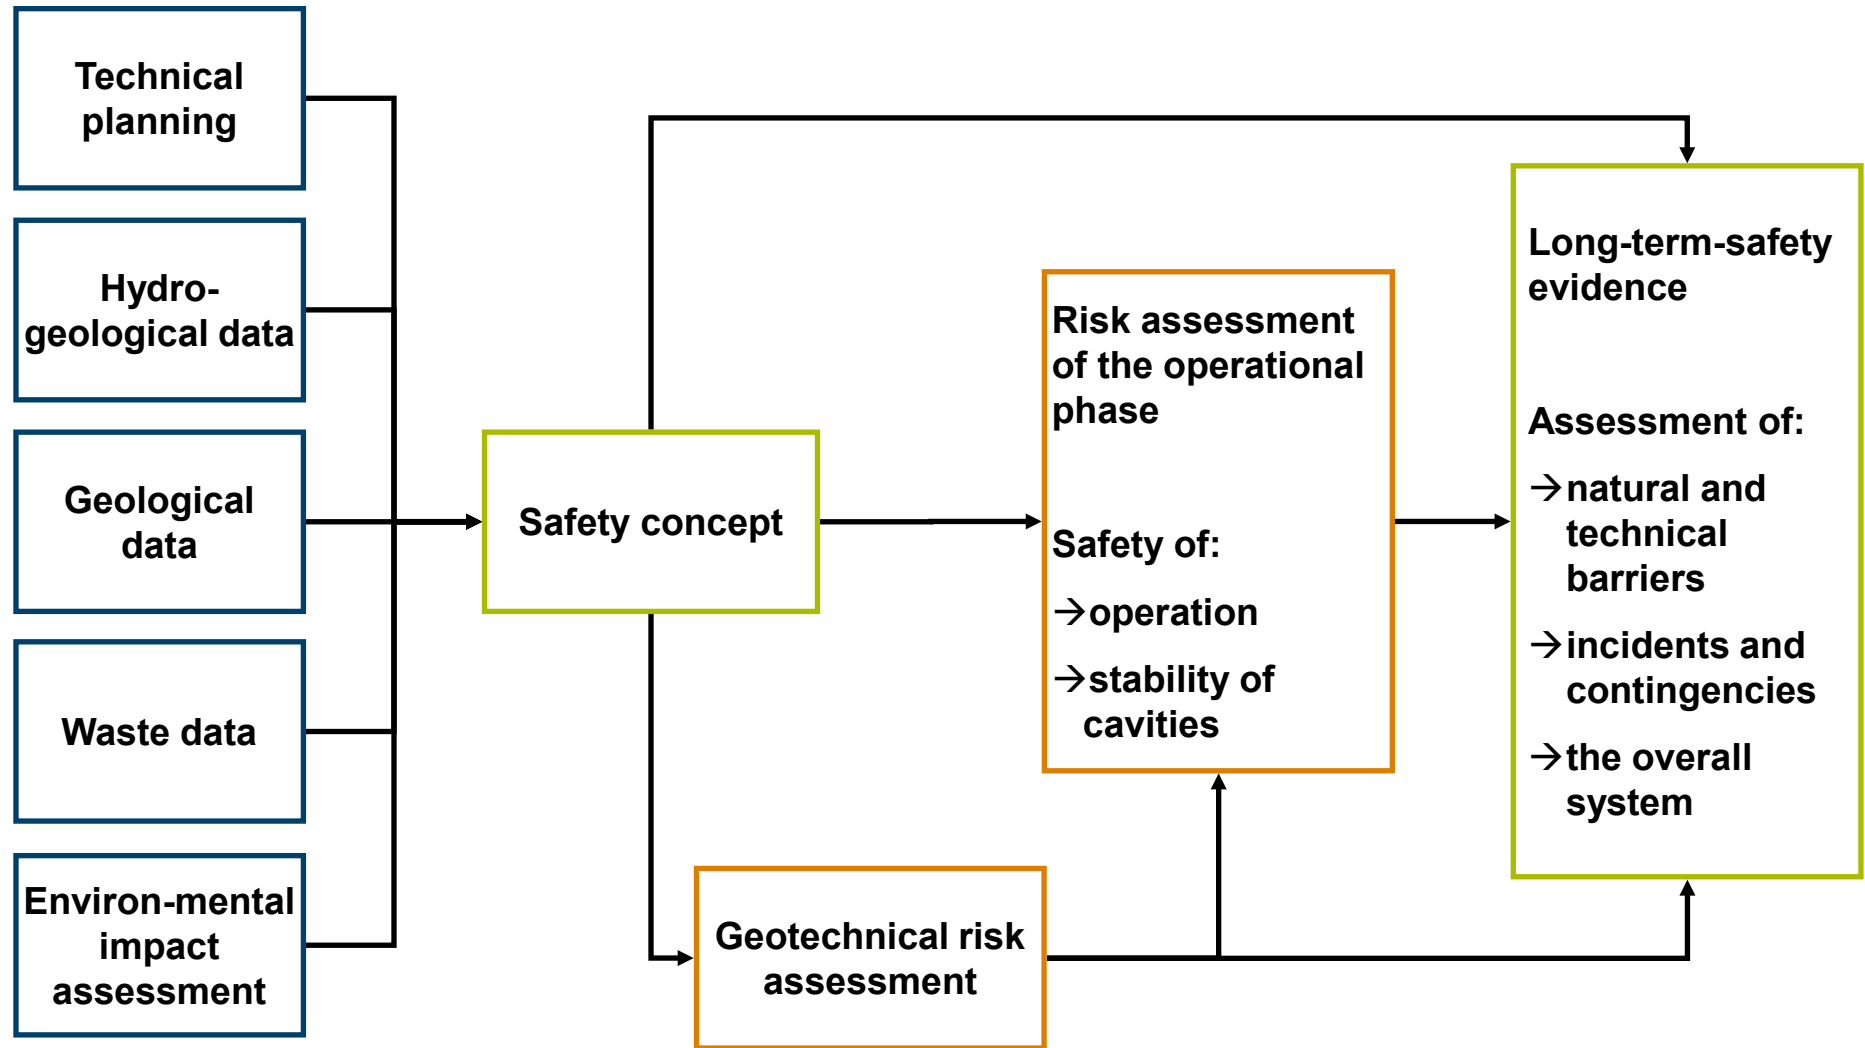 Technical
planning
Hydro-
geological data
Geological
data
Waste data
Environ-mental
impact
assessment
Safety concept
Geotechnical risk
assessment
Risk assessment
of the operational
phase
Safety of:
→operation
→stability of
cavities
Long-term-safety
evidence
Assessment of:
→natural and
technical
barriers
→incidents and
contingencies
→the overall
system